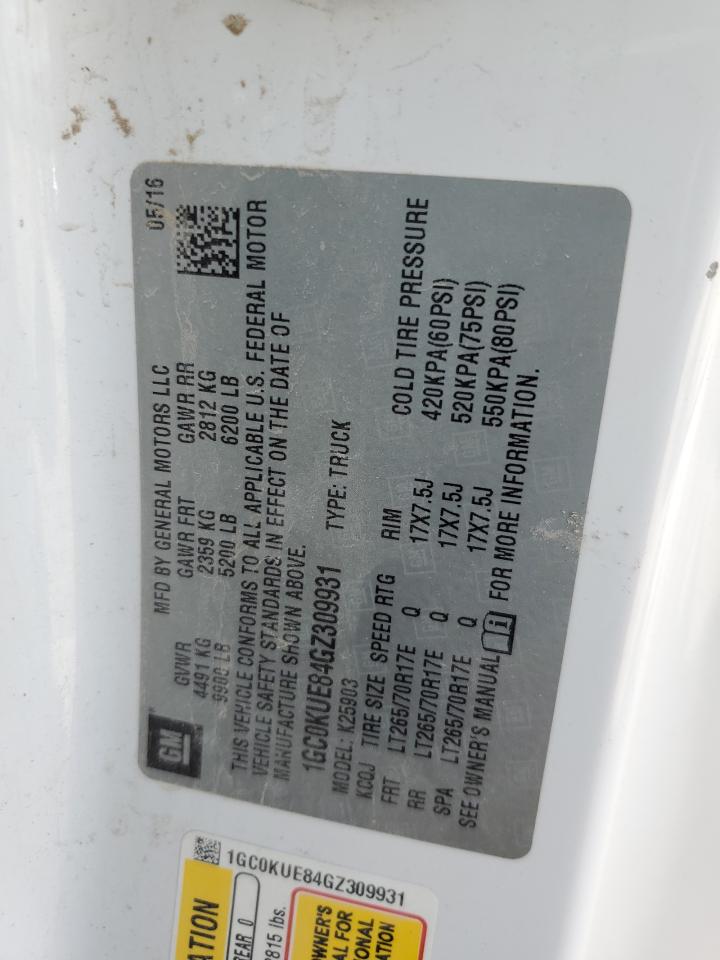 MFD BY GENERAL MOTORS LLC 05/16
GM
GVWR GAWR FRT GAWR RR
4491 KG 2359 KG 2812 KG
9900 LB 5200 LB 6200 LB
THIS VEHICLE CONFORMS TO ALL APPLICABLE U.S. FEDERAL MOTOR
VEHICLE SAFETY STANDARDS IN EFFECT ON THE DATE OF
MANUFACTURE SHOWN ABOVE.
1GC0KUE84GZ309931 TYPE: TRUCK
MODEL: K25903
KCQJ TIRE SIZE SPEED RTG RIM COLD TIRE PRESSURE
FRT LT265/70R17E Q 17X7.5J 420KPA(60PSI)
RR LT265/70R17E Q 17X7.5J 520KPA(75PSI)
SPA LT265/70R17E Q 17X7.5J 550KPA(80PSI)
SEE OWNER'S MANUAL i FOR MORE INFORMATION.
1GC0KUE84GZ309931
ATION
REAR 0
815 lbs.
OWNER'S
AL FOR
IONAL